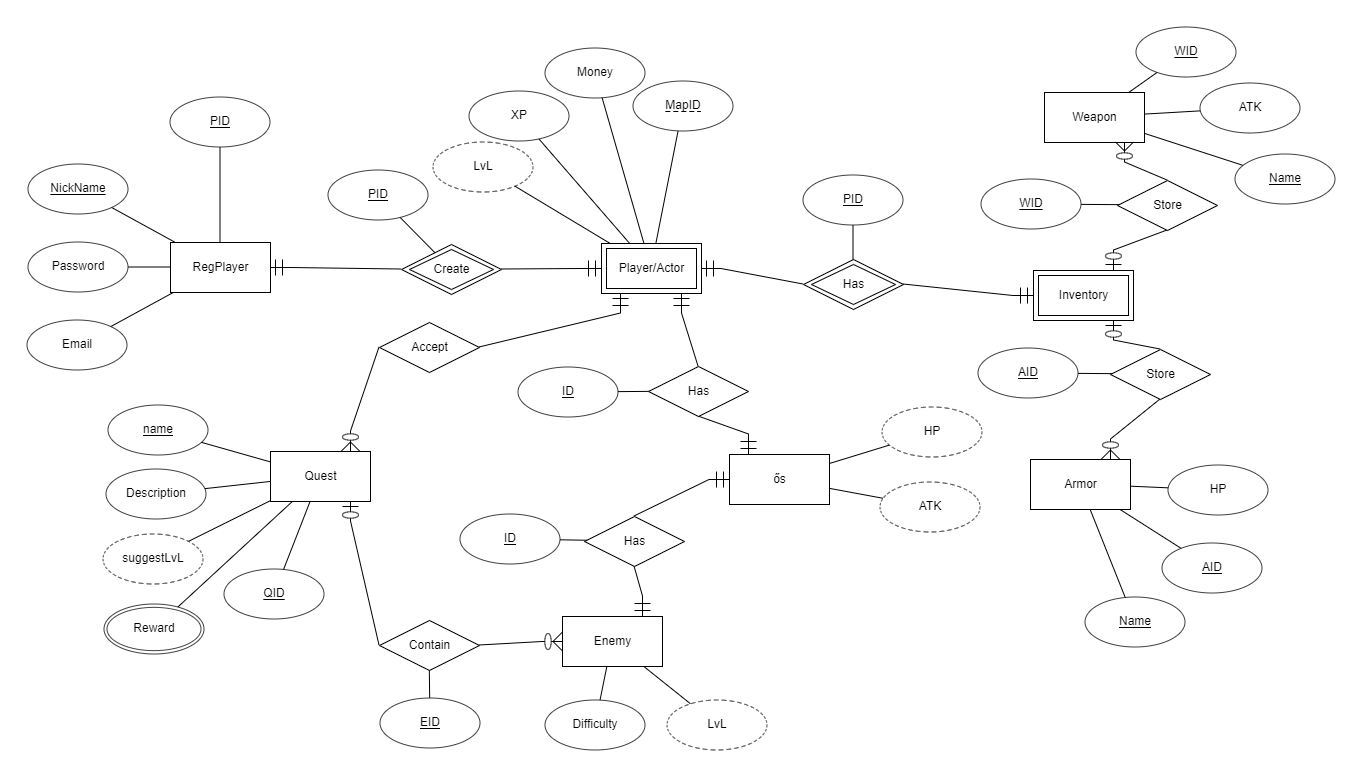 WID
Money
MapID
ATK
XP
Weapon
PID
LvL
Name
NickName
PID
PID
WID
Store
Password
RegPlayer
Create
Player/Actor
Has
Inventory
Email
Accept
AID
Store
ID
Has
name
HP
Description
Quest
ős
Armor
HP
ATK
suggestLvL
ID
Has
AID
QID
Reward
Contain
Enemy
Name
EID
Difficulty
LvL